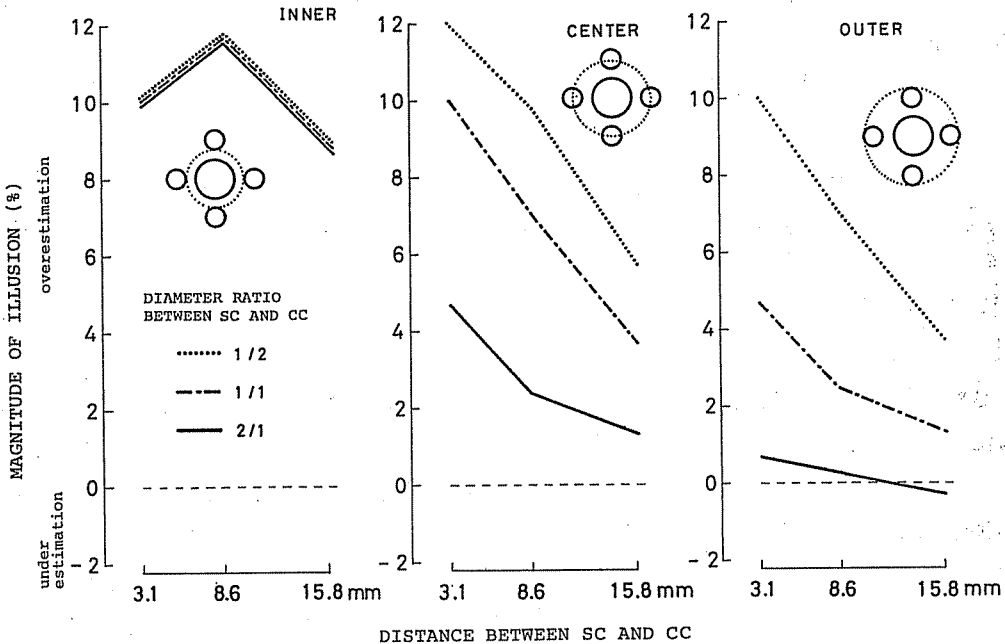 INNER
CENTER
OUTER
MAGNITUDE OF ILLUSION (%)
overestimation
under
estimation
12
10
8
6
4
2
0
-2
DIAMETER RATIO
BETWEEN SC AND CC
1/2
1/1
2/1
3.1 8.6 15.8 mm
12
10
8
6
4
2
0
-2
3.1 8.6 15.8 mm
12
10
8
6
4
2
0
-2
3.1 8.6 15.8 mm
DISTANCE BETWEEN SC AND CC